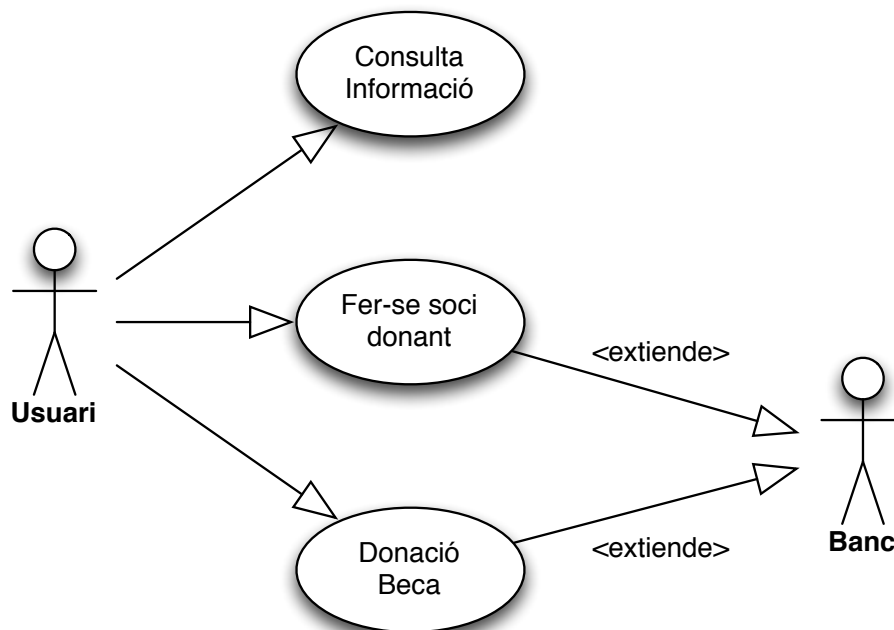 Consulta
Informació
Fer-se soci
donant
<extiende>
Usuari
Donació
Beca
<extiende>
Banc